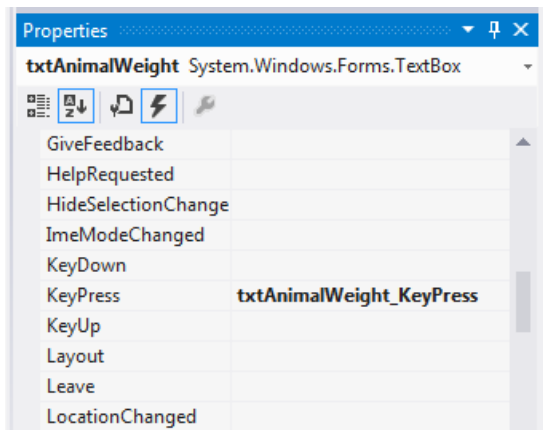 Properties
txtAnimalWeight System.Windows.Forms.TextBox
GiveFeedback
HelpRequested
HideSelectionChange
ImeModeChanged
KeyDown
KeyPress txtAnimalWeight_KeyPress
KeyUp
Layout
Leave
LocationChanged